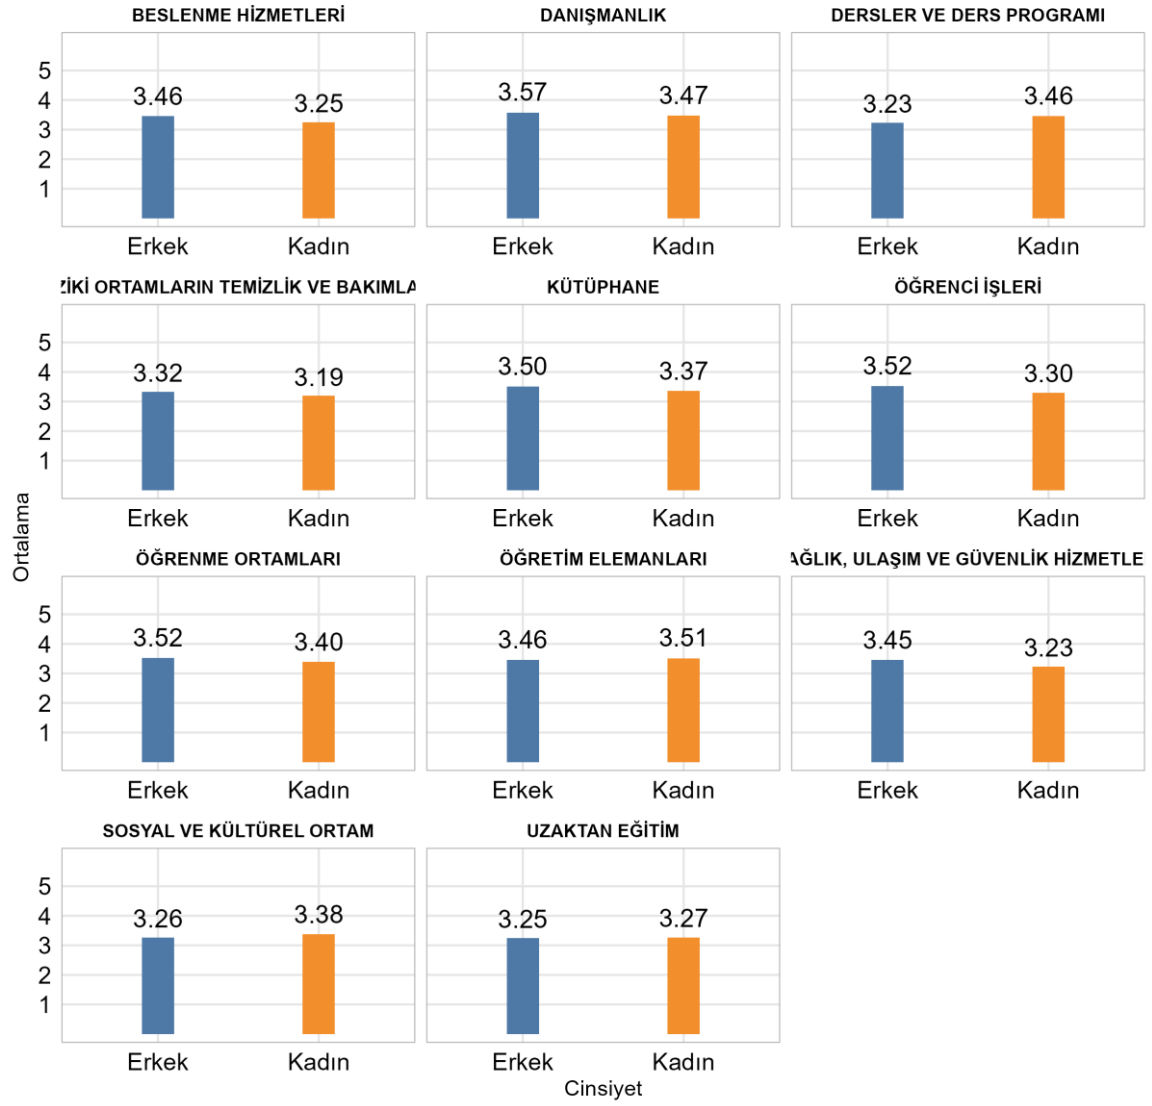 BESLENME HİZMETLERİ
5
4
3
2
1
3.46
3.25
Erkek
Kadın
DANIŞMANLIK
3.57
3.47
Erkek
Kadın
DERSLER VE DERS PROGRAMI
3.23
3.46
Erkek
Kadın
ZİKİ ORTAMLARIN TEMİZLİK VE BAKIMLA
5
4
3
2
1
3.32
3.19
Erkek
Kadın
KÜTÜPHANE
3.50
3.37
Erkek
Kadın
ÖĞRENCİ İŞLERİ
3.52
3.30
Erkek
Kadın
Ortalama
ÖĞRENME ORTAMLARI
5
4
3
2
1
3.52
3.40
Erkek
Kadın
ÖĞRETİM ELEMANLARI
3.46
3.51
Erkek
Kadın
AĞLIK, ULAŞIM VE GÜVENLİK HİZMETLE
3.45
3.23
Erkek
Kadın
SOSYAL VE KÜLTÜREL ORTAM
5
4
3
2
1
3.26
3.38
Erkek
Kadın
UZAKTAN EĞİTİM
3.25
3.27
Erkek
Kadın
Cinsiyet